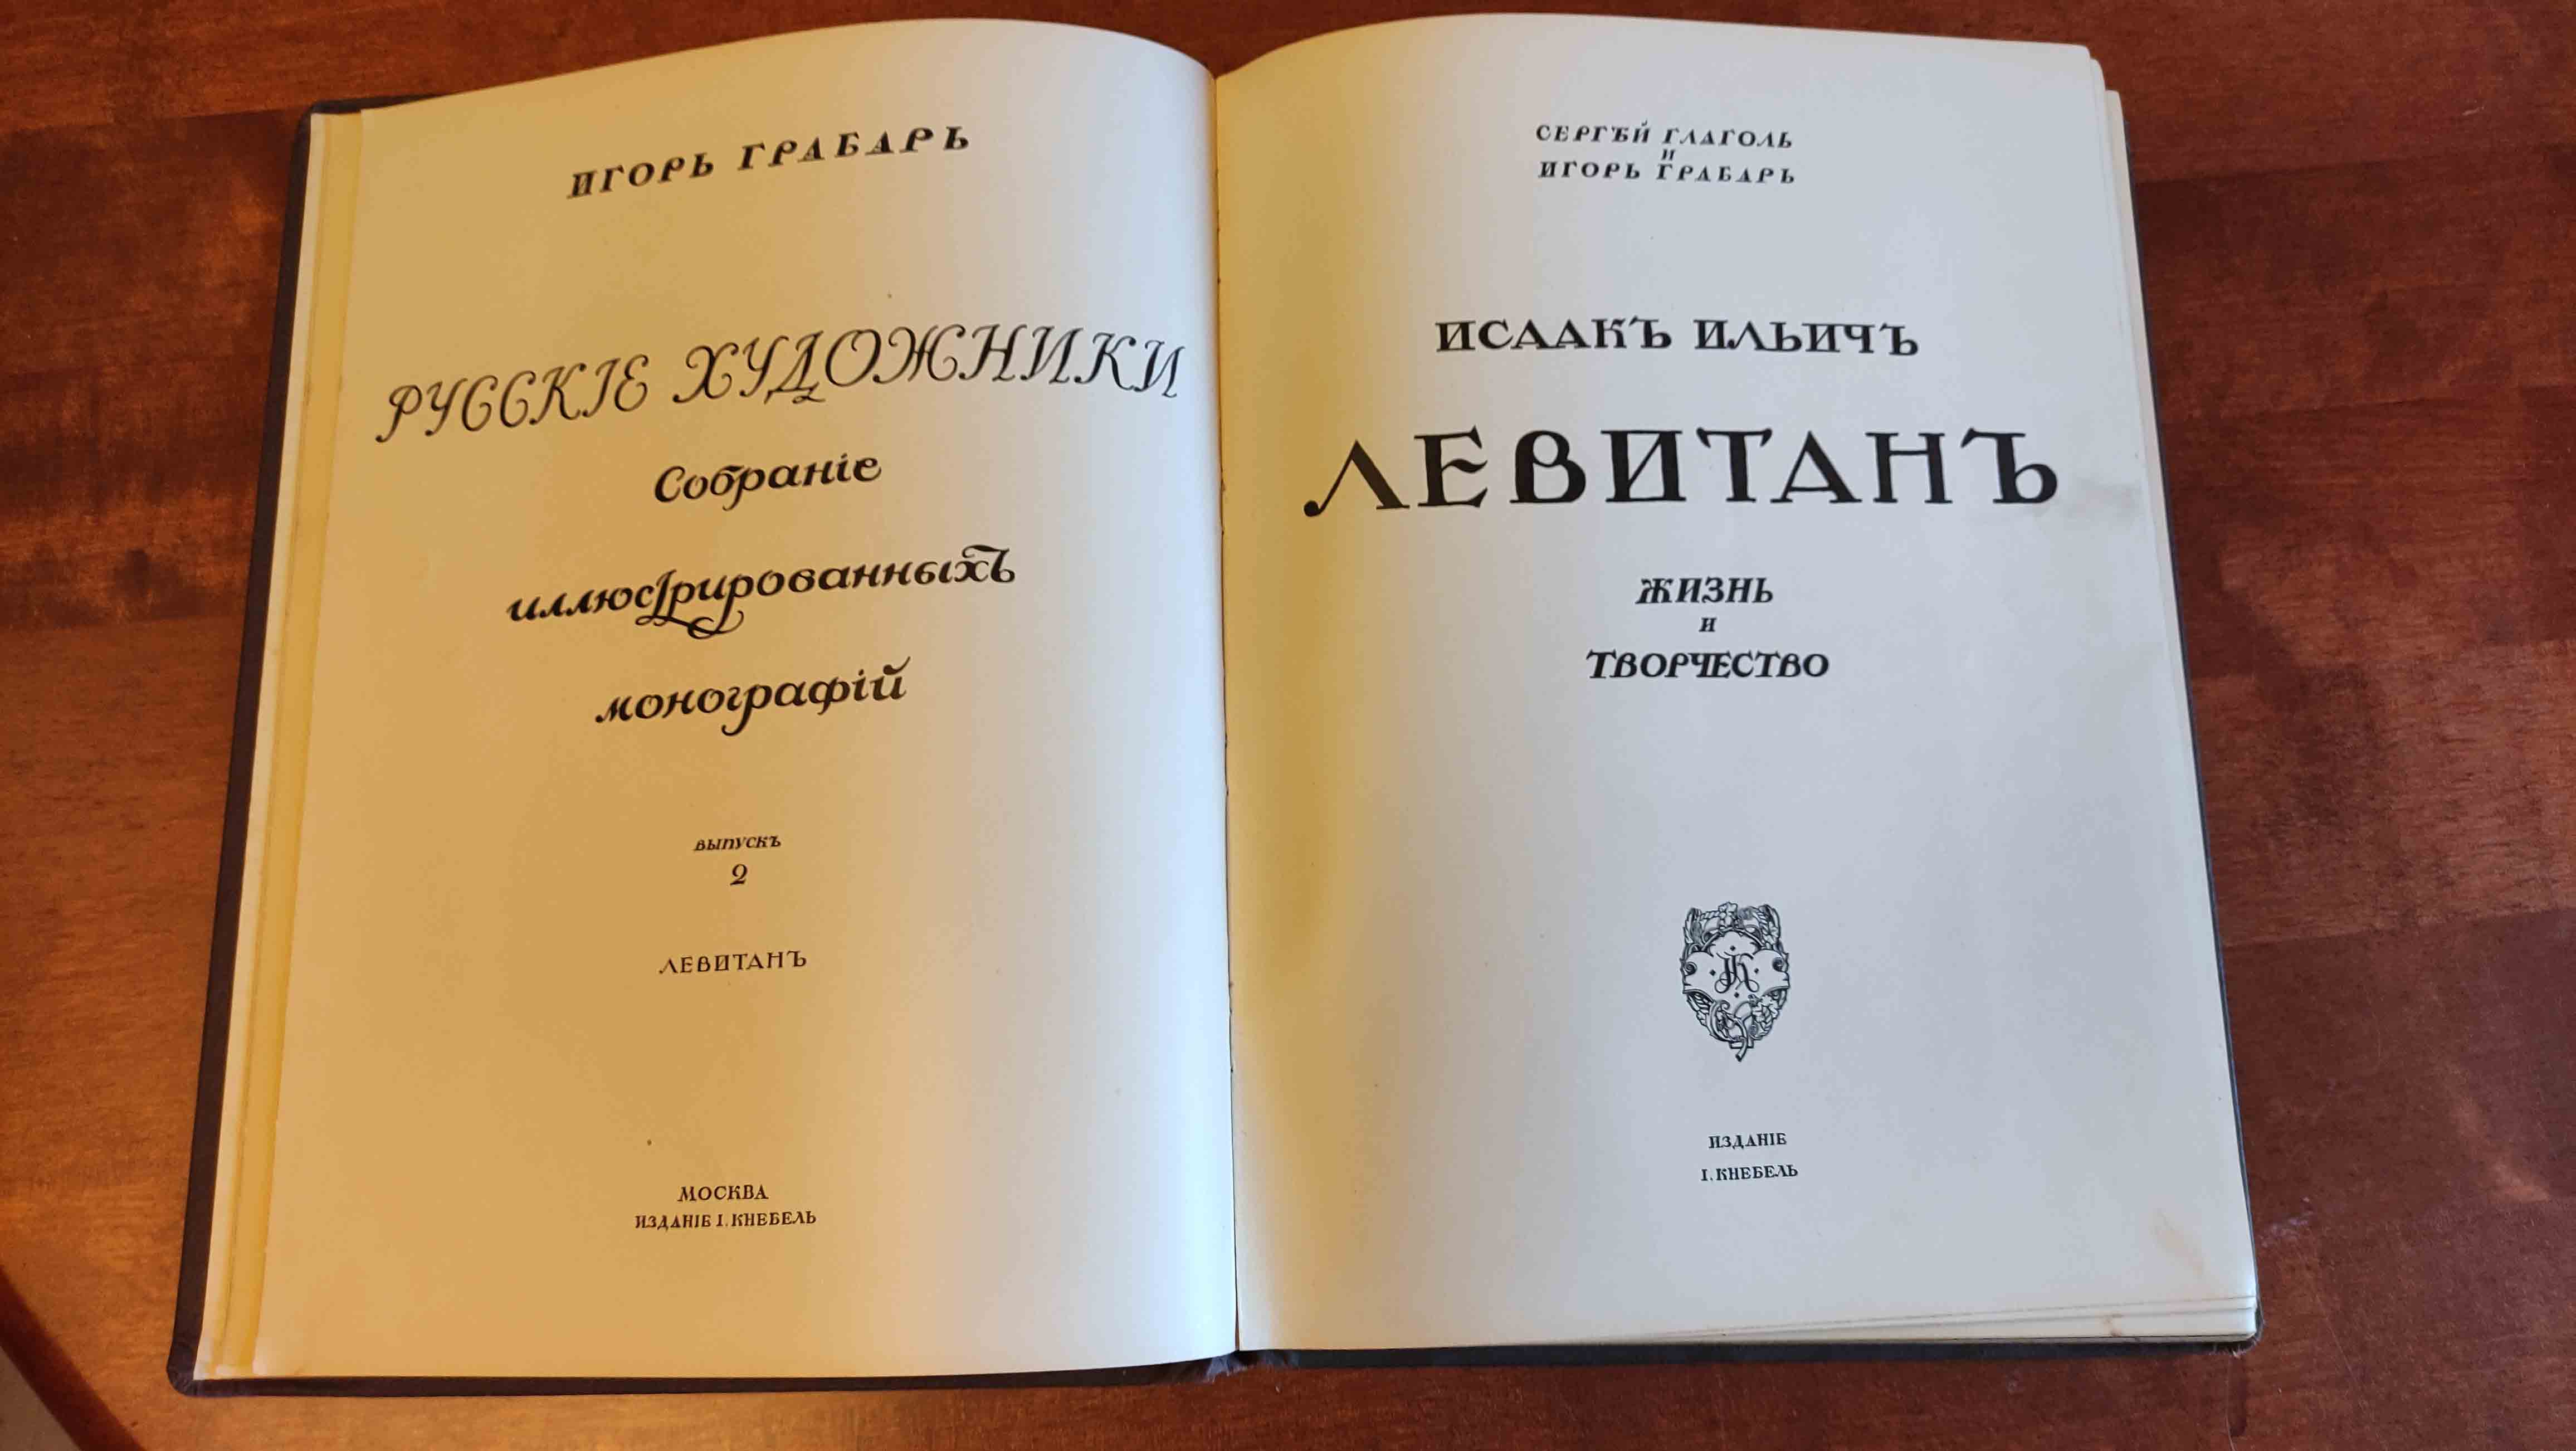 ИГОРЬ ГРАБАРЬ
РУССКІЕ ХУДОЖНИКИ
Собраніе
иллюстрированныхъ
монографій
ВЫПУСКЪ
2
ЛЕВИТАНЪ
МОСКВА
ИЗДАНІЕ І. КНЕБЕЛЬ
СЕРГѢЙ ГЛАГОЛЬ
И
ИГОРЬ ГРАБАРЬ
ИСААКЪ ИЛЬИЧЪ
ЛЕВИТАНЪ
ЖИЗНЬ
И
ТВОРЧЕСТВО
ІК
ИЗДАНІЕ
І. КНЕБЕЛЬ